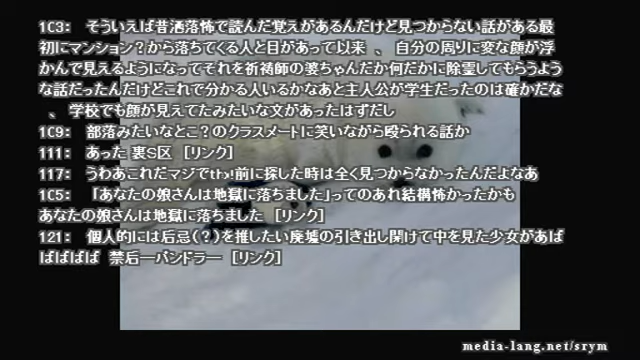 1C3:　そういえば昔洒落怖で読んだ覚えがあるんだけど見つからない話がある最
初にマンション？から落ちてくる人と目があって以来 、 自分の周りに変な顔が浮
かんで見えるようになってそれを祈祷師の婆ちゃんだか何だかに除霊してもらうよう
な話だったんだけどこれで分かる人いるかなあと主人公が学生だったのは確かだな
、 学校でも顔が見えてたみたいな文があったはずだし
1C9:　部落みたいなとこ？のクラスメートに笑いながら殴られる話か
111:　あった 裏S区 ［リンク］
117:　うわあこれだマジでthx!前に探した時は全く見つからなかったんだよなあ
1C5:　「あなたの娘さんは地獄に落ちました」ってのあれ結構怖かったかも
あなたの娘さんは地獄に落ちました ［リンク］
121:　個人的には后忌（？）を推したい廃墟の引き出し開けて中を見た少女があば
ばばばば 禁后―パンドラ― ［リンク］
media-lang.net/srym